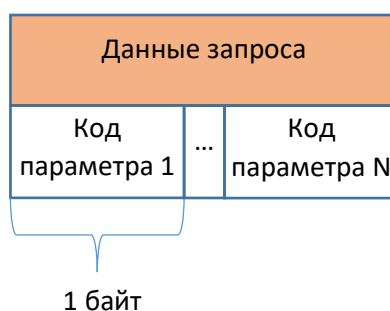 Данные запроса
Код
параметра 1
...
Код
параметра N
1 байт